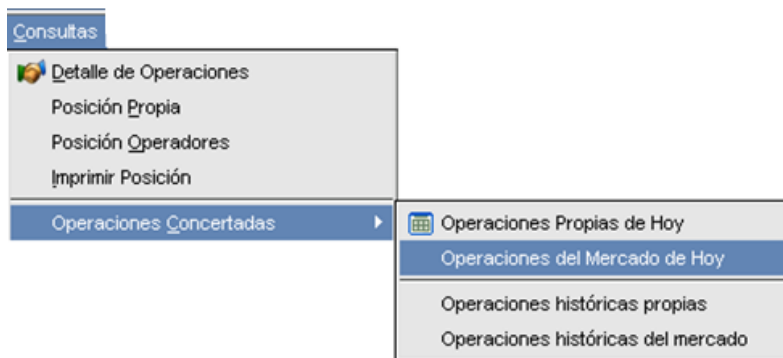 Consultas
Detalle de Operaciones
Posición Propia
Posición Operadores
Imprimir Posición
Operaciones Concertadas
Operaciones Propias de Hoy
Operaciones del Mercado de Hoy
Operaciones históricas propias
Operaciones históricas del mercado